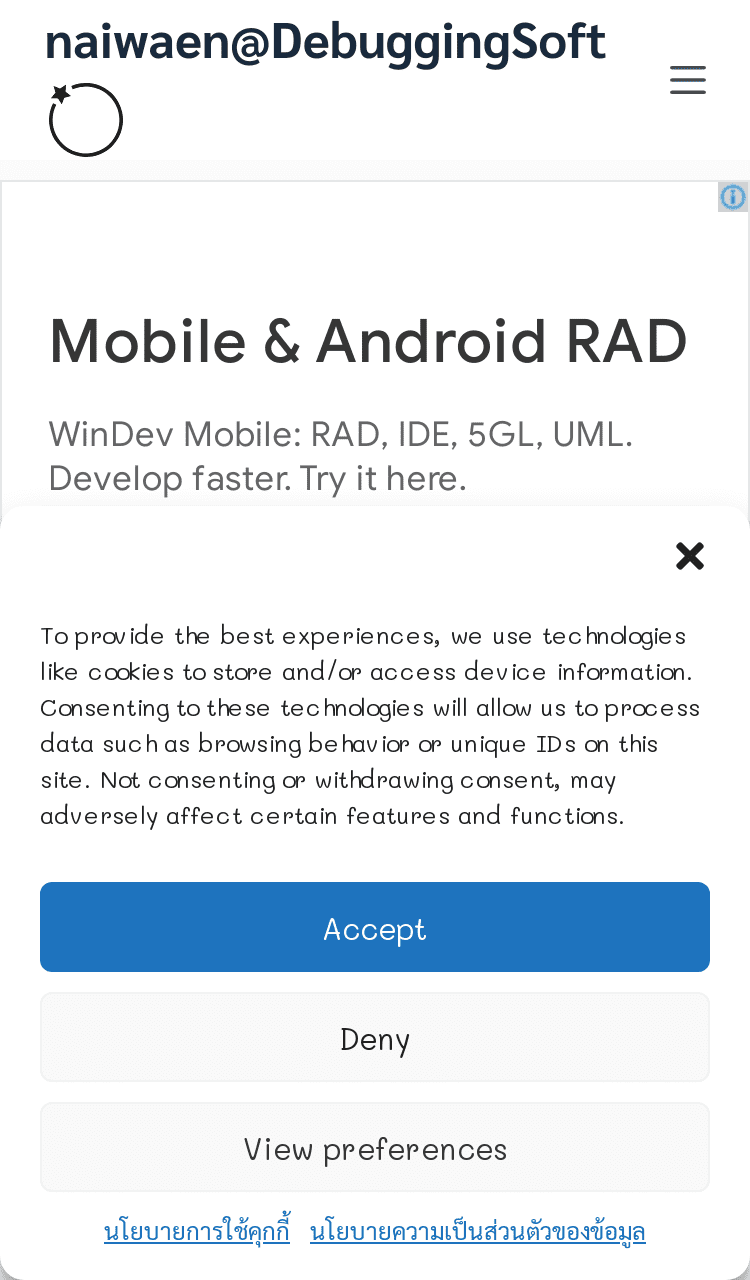 naiwaen@DebuggingSoft
Mobile & Android RAD
WinDev Mobile: RAD, IDE, 5GL, UML.
Develop faster. Try it here.
To provide the best experiences, we use technologies
like cookies to store and/or access device information.
Consenting to these technologies will allow us to process
data such as browsing behavior or unique IDs on this
site. Not consenting or withdrawing consent, may
adversely affect certain features and functions.
Accept
Deny
View preferences
นโยบายการใช้คุกกี้ นโยบายความเป็นส่วนตัวของข้อมูล